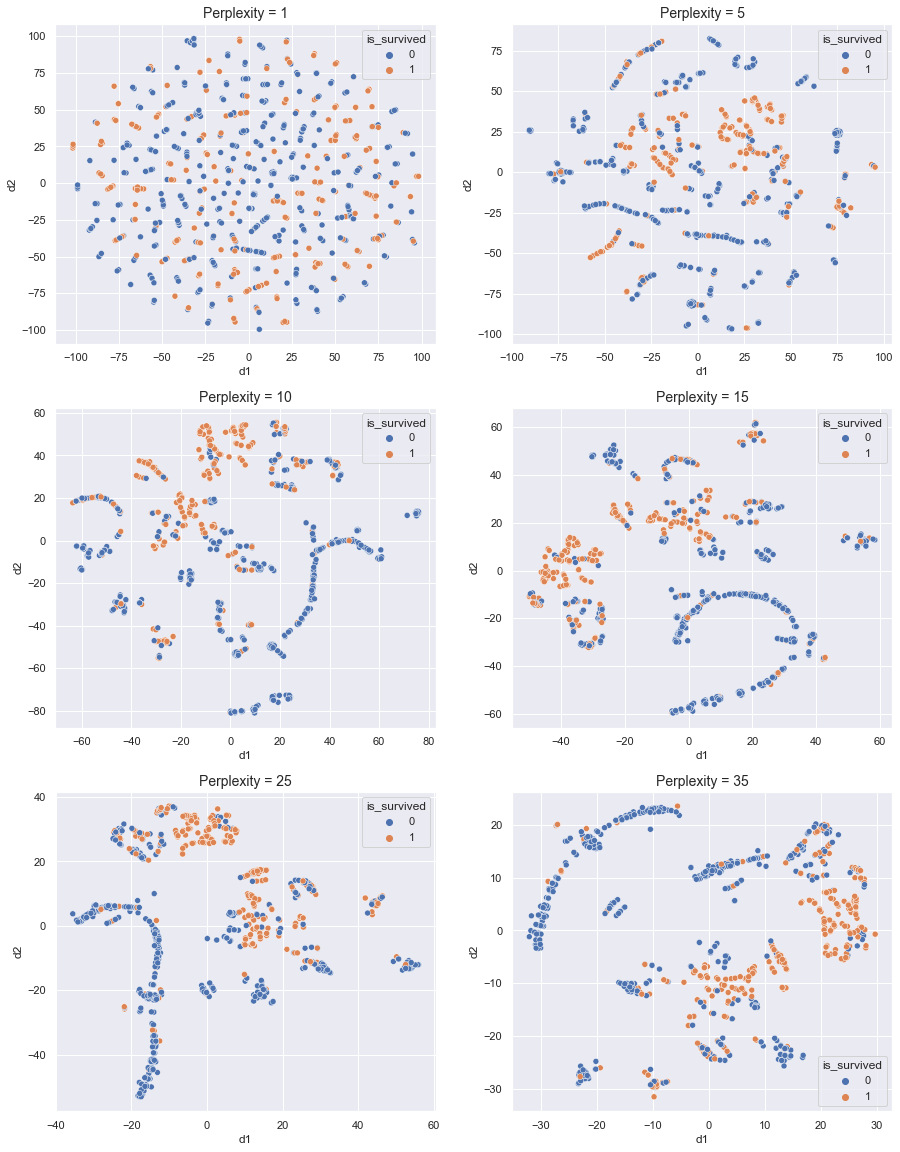 Perplexity = 1
is_survived
0
1
100
75
50
25
0
−25
−50
−75
−100
d2
−100 −75 −50 −25 0 25 50 75 100
d1
Perplexity = 5
is_survived
0
1
75
50
25
0
−25
−50
−75
−100
d2
−100 −75 −50 −25 0 25 50 75 100
d1
Perplexity = 10
is_survived
0
1
60
40
20
0
−20
−40
−60
−80
d2
−60 −40 −20 0 20 40 60 80
d1
Perplexity = 15
is_survived
0
1
60
40
20
0
−20
−40
−60
d2
−40 −20 0 20 40 60
d1
Perplexity = 25
is_survived
0
1
40
20
0
−20
−40
d2
−40 −20 0 20 40 60
d1
Perplexity = 35
20
10
0
−10
−20
−30
d2
is_survived
0
1
−30 −20 −10 0 10 20 30
d1